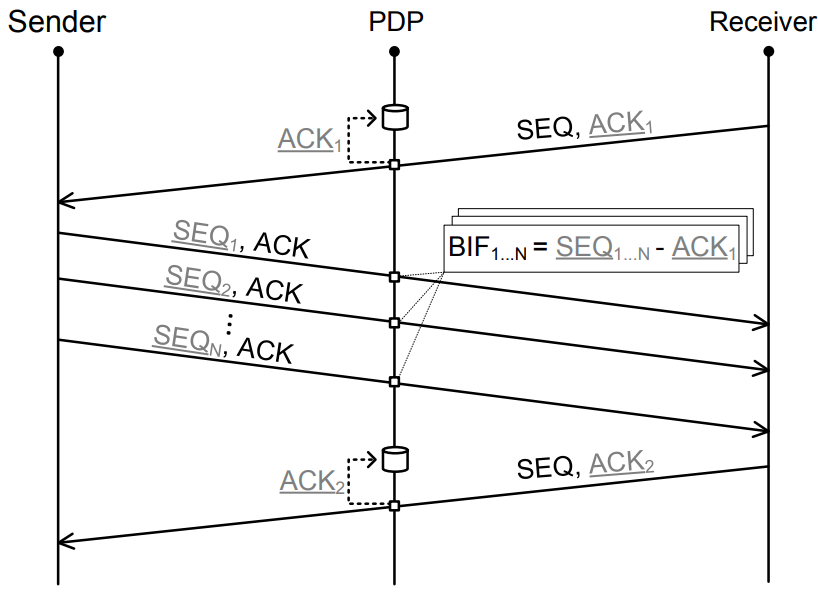 Sender PDP Receiver
SEQ, ACK₁
ACK₁
SEQ₁, ACK
BIF₁...N = SEQ₁...N - ACK₁
SEQ₂, ACK
⋮
SEQN, ACK
SEQ, ACK₂
ACK₂